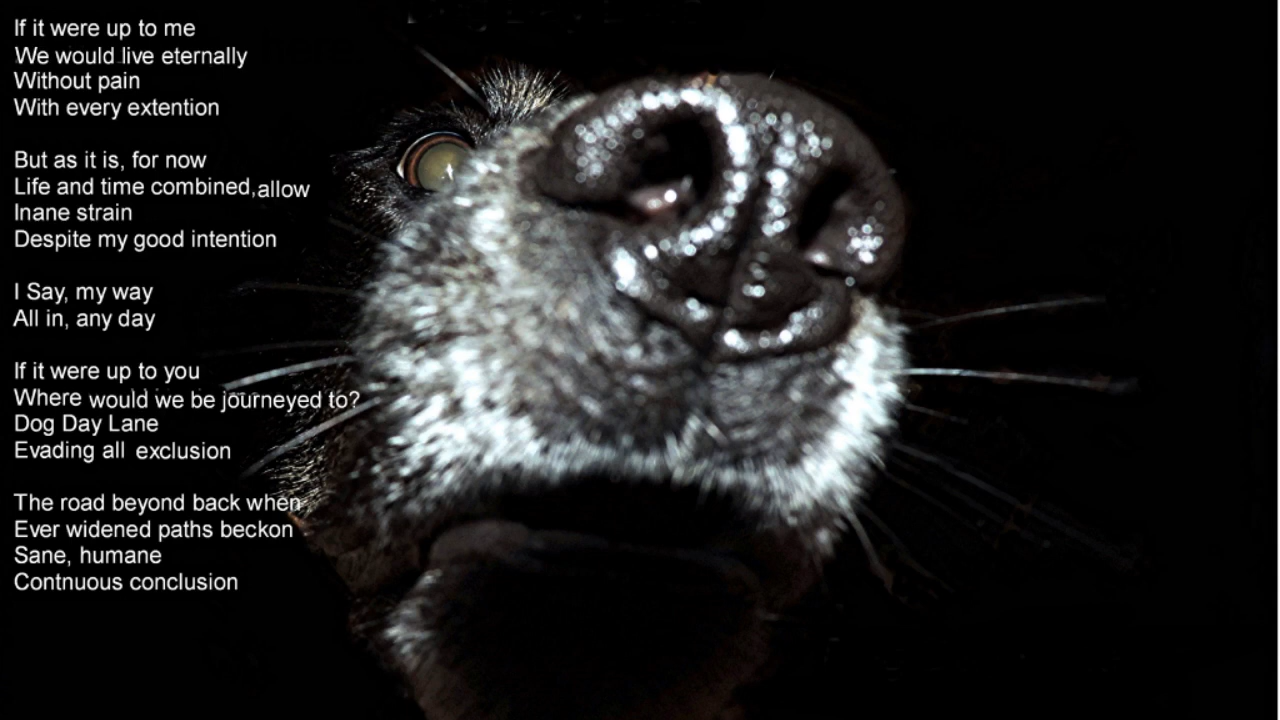 If it were up to me
We would live eternally
Without pain
With every extention
But as it is, for now
Life and time combined,allow
Inane strain
Despite my good intention
I Say, my way
All in, any day
If it were up to you
Where would we be journeyed to?
Dog Day Lane
Evading all exclusion
The road beyond back when
Ever widened paths beckon
Sane, humane
Contnuous conclusion